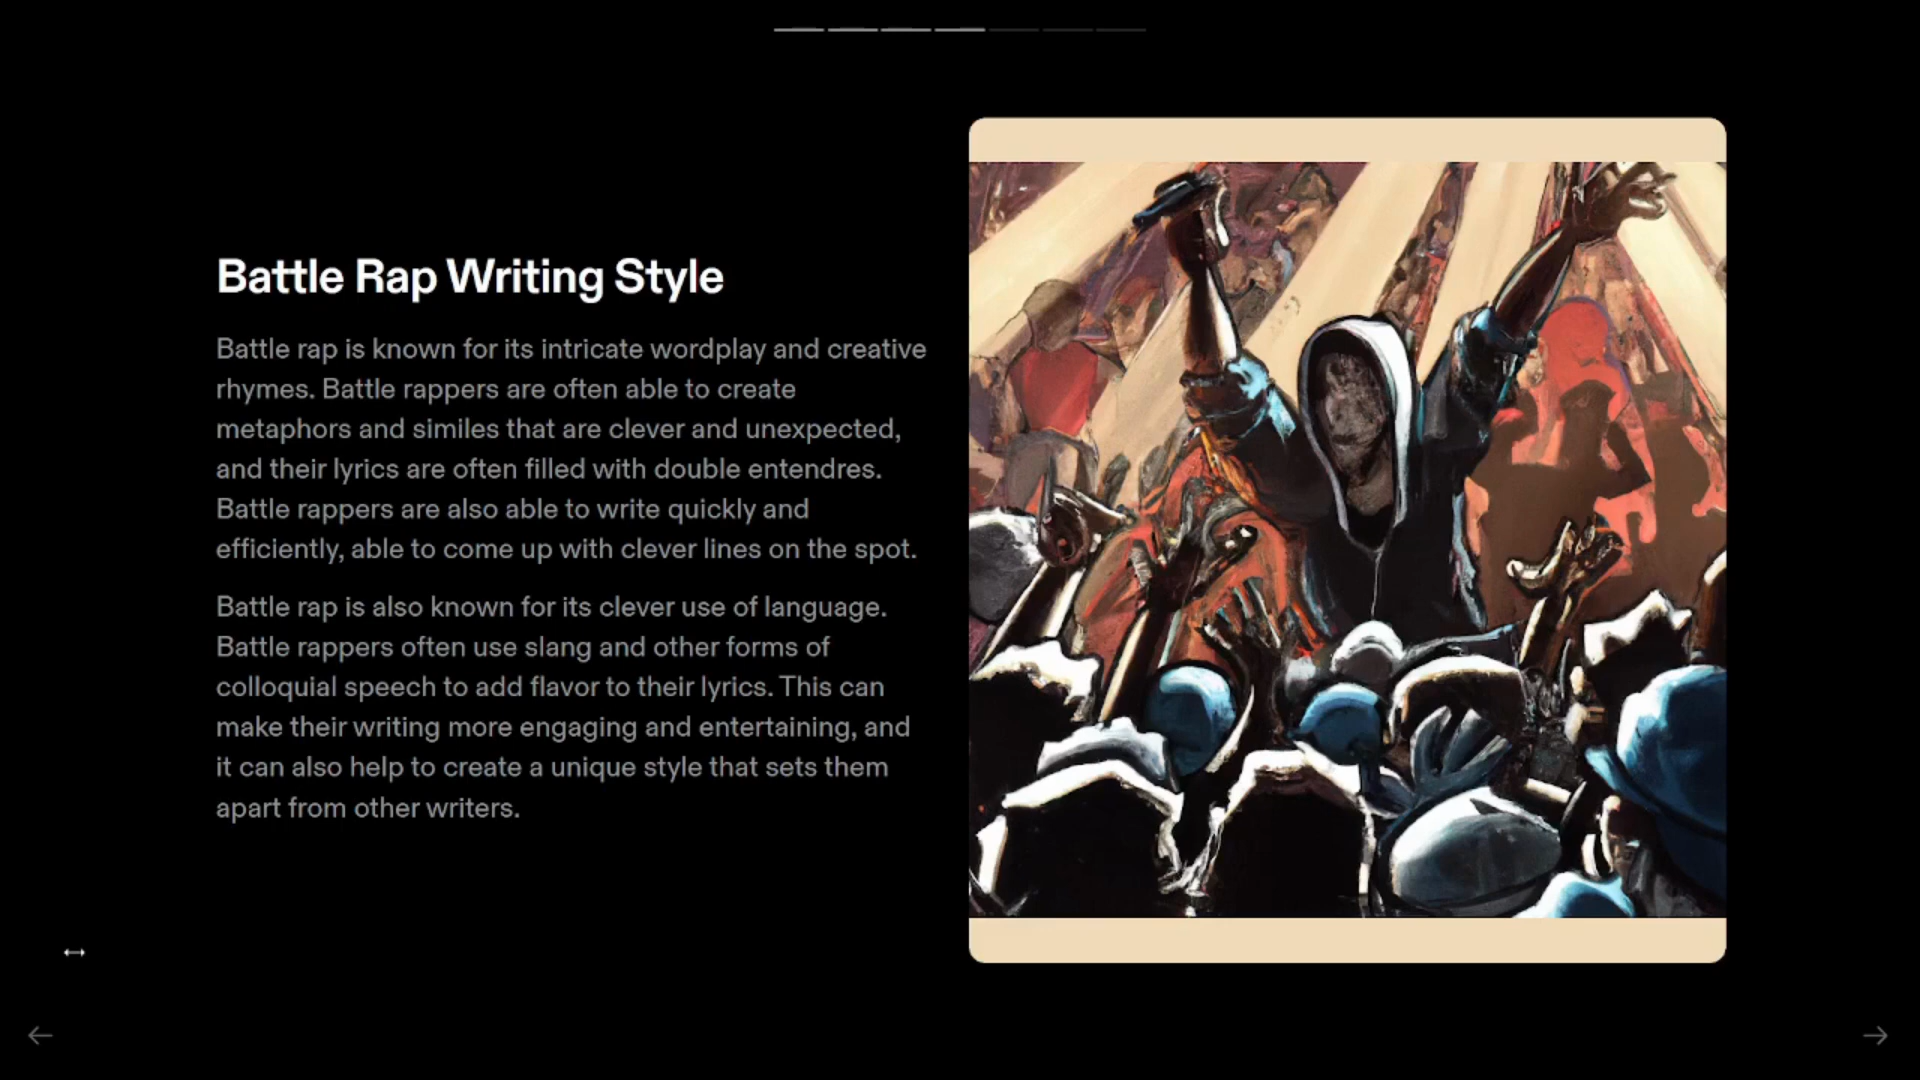 Battle Rap Writing Style
Battle rap is known for its intricate wordplay and creative
rhymes. Battle rappers are often able to create
metaphors and similes that are clever and unexpected,
and their lyrics are often filled with double entendres.
Battle rappers are also able to write quickly and
efficiently, able to come up with clever lines on the spot.
Battle rap is also known for its clever use of language.
Battle rappers often use slang and other forms of
colloquial speech to add flavor to their lyrics. This can
make their writing more engaging and entertaining, and
it can also help to create a unique style that sets them
apart from other writers.